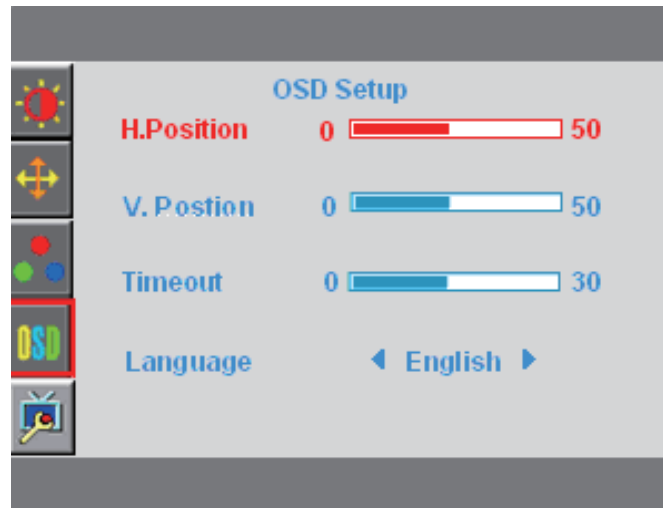 OSD Setup
H.Position 0 50
V. Postion 0 50
Timeout 0 30
OSD
Language English